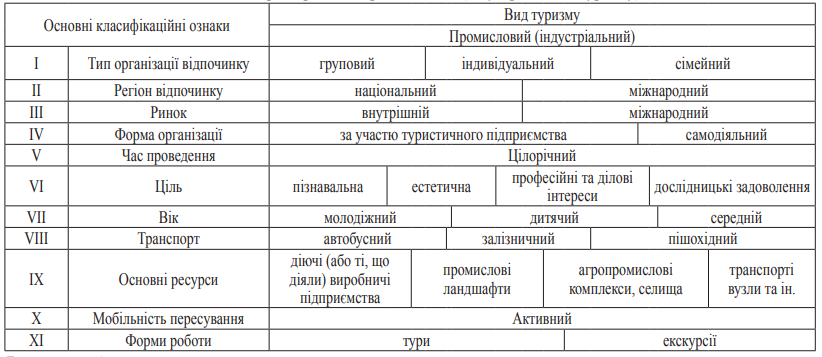 Основні класифікаційні ознаки
Вид туризму
Промисловий (індустріальний)
I Тип організації відпочинку груповий індивідуальний сімейний
II Регіон відпочинку національний міжнародний
III Ринок внутрішній міжнародний
IV Форма організації за участю туристичного підприємства самодіяльний
V Час проведення Цілорічний
VI Ціль пізнавальна естетична професійні та ділові інтереси дослідницькі задоволення
VII Вік молодіжний дитячий середній
VIII Транспорт автобусний залізничний пішохідний
IX Основні ресурси діючі (або ті, що діяли) виробничі підприємства промислові ландшафти агропромислові комплекси, селища транспорті вузли та ін.
X Мобільність пересування Активний
XI Форми роботи тури екскурсії